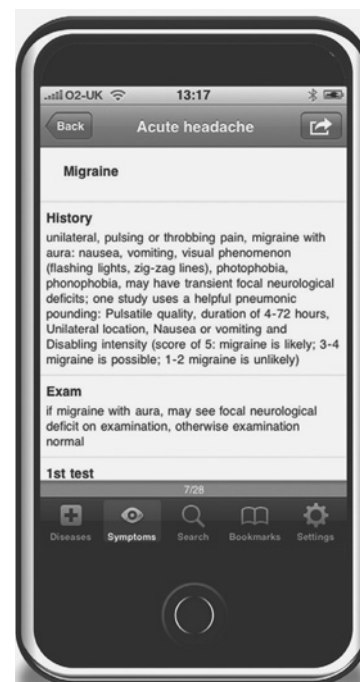 O2-UK 13:17
Back Acute headache
Migraine
History
unilateral, pulsing or throbbing pain, migraine with
aura: nausea, vomiting, visual phenomenon
(flashing lights, zig-zag lines), photophobia,
phonophobia, may have transient focal neurological
deficits; one study uses a helpful pneumonic
pounding: Pulsatile quality, duration of 4-72 hours,
Unilateral location, Nausea or vomiting and
Disabling intensity (score of 5: migraine is likely; 3-4
migraine is possible; 1-2 migraine is unlikely)
Exam
if migraine with aura, may see focal neurological
deficit on examination, otherwise examination
normal
1st test
7/28
Diseases Symptoms Search Bookmarks Settings